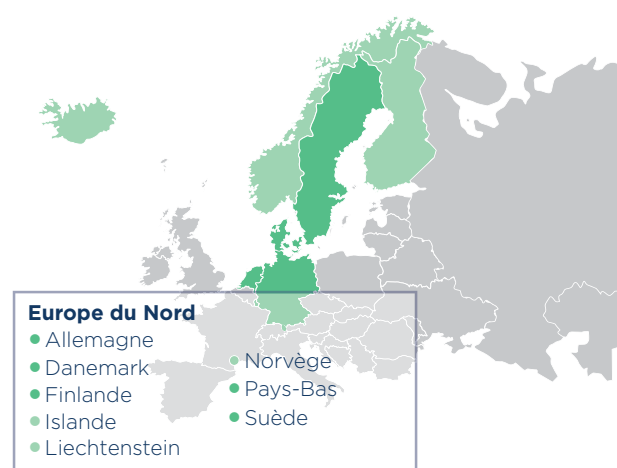 Europe du Nord
Allemagne
Danemark
Finlande
Islande
Liechtenstein
Norvège
Pays-Bas
Suède